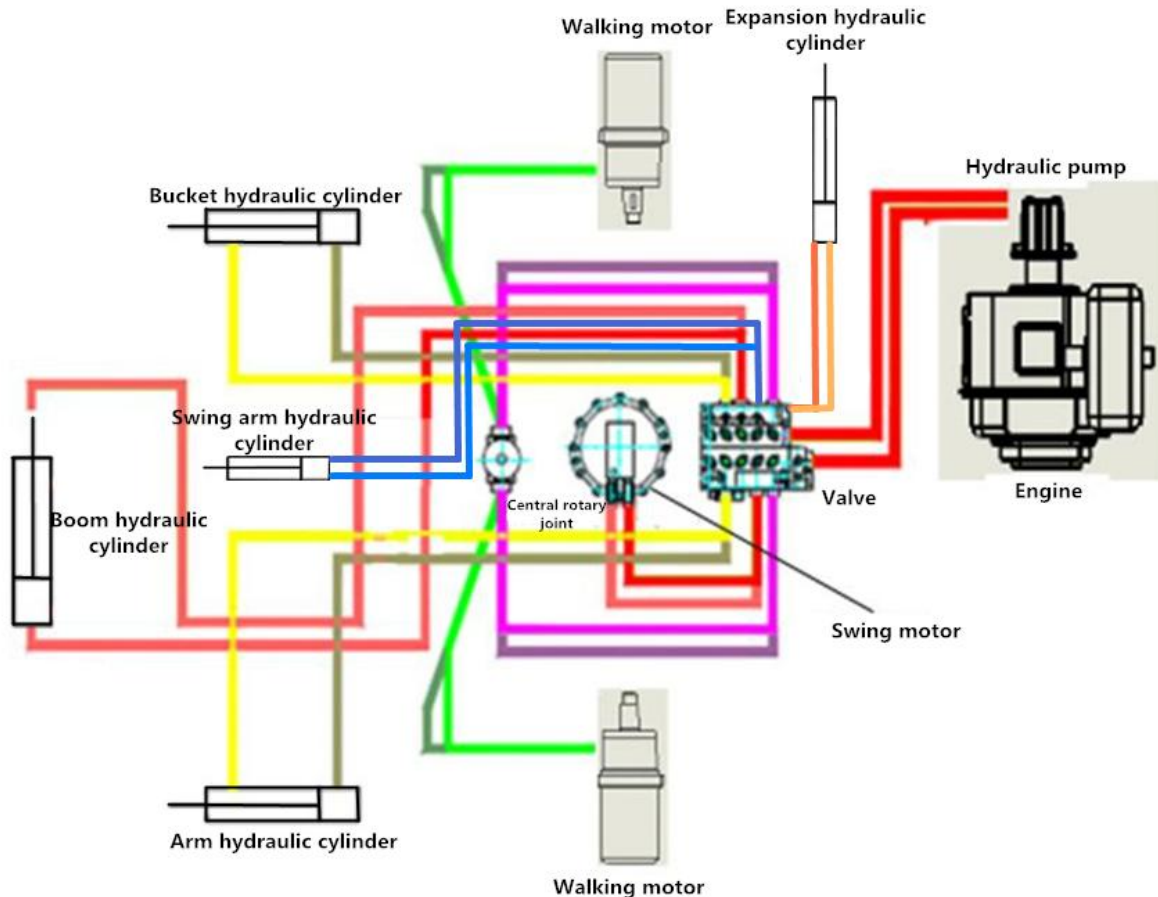 Walking motor
Expansion hydraulic
cylinder
Hydraulic pump
Bucket hydraulic cylinder
Swing arm hydraulic
cylinder
Central rotary
joint
Valve
Engine
Boom hydraulic
cylinder
Swing motor
Arm hydraulic cylinder
Walking motor